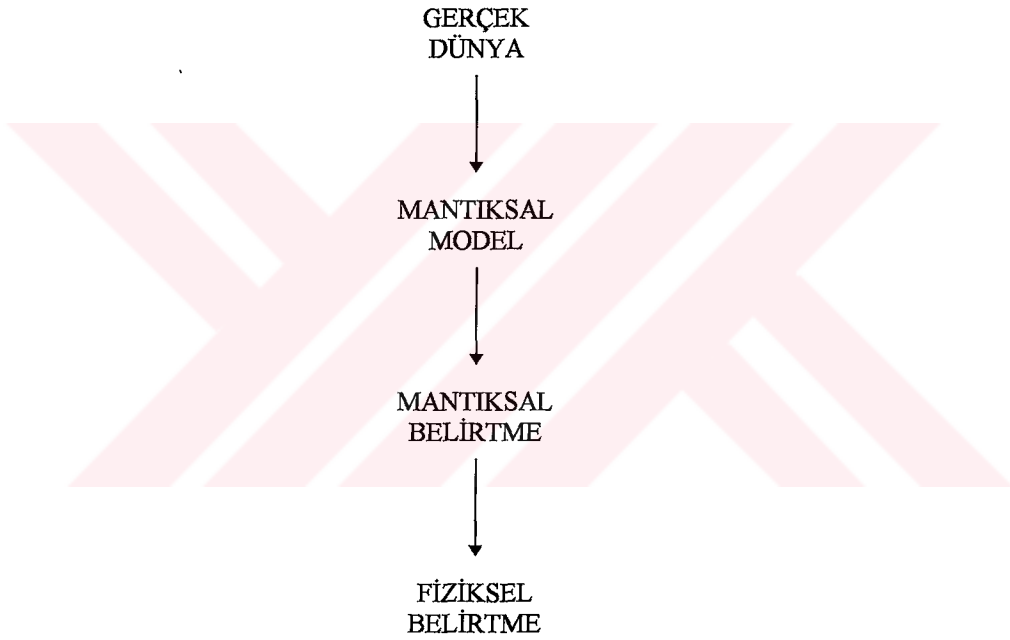 GERÇEK
DÜNYA
MANTIKSAL
MODEL
MANTIKSAL
BELİRTME
FİZİKSEL
BELİRTME